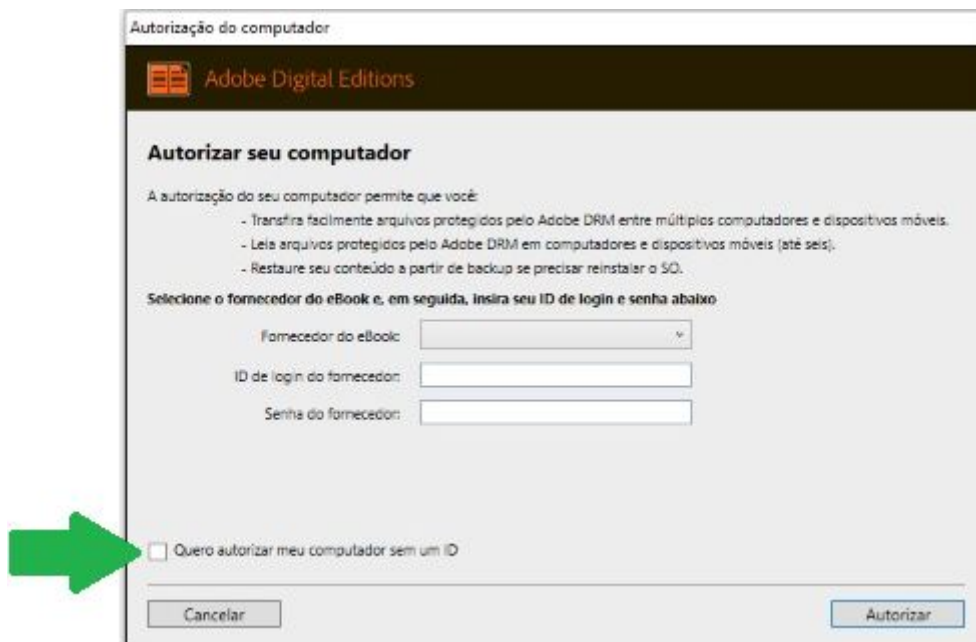 Autorização do computador
Adobe Digital Editions
Autorizar seu computador
A autorização do seu computador permite que você:
- Transfira facilmente arquivos protegidos pelo Adobe DRM entre múltiplos computadores e dispositivos móveis.
- Leia arquivos protegidos pelo Adobe DRM em computadores e dispositivos móveis (até seis).
- Restaure seu conteúdo a partir de backup se precisar reinstalar o SO.
Selecione o fornecedor do eBook e, em seguida, insira seu ID de login e senha abaixo
Fornecedor do eBook:
ID de login do fornecedor:
Senha do fornecedor:
Quero autorizar meu computador sem um ID
Cancelar
Autorizar